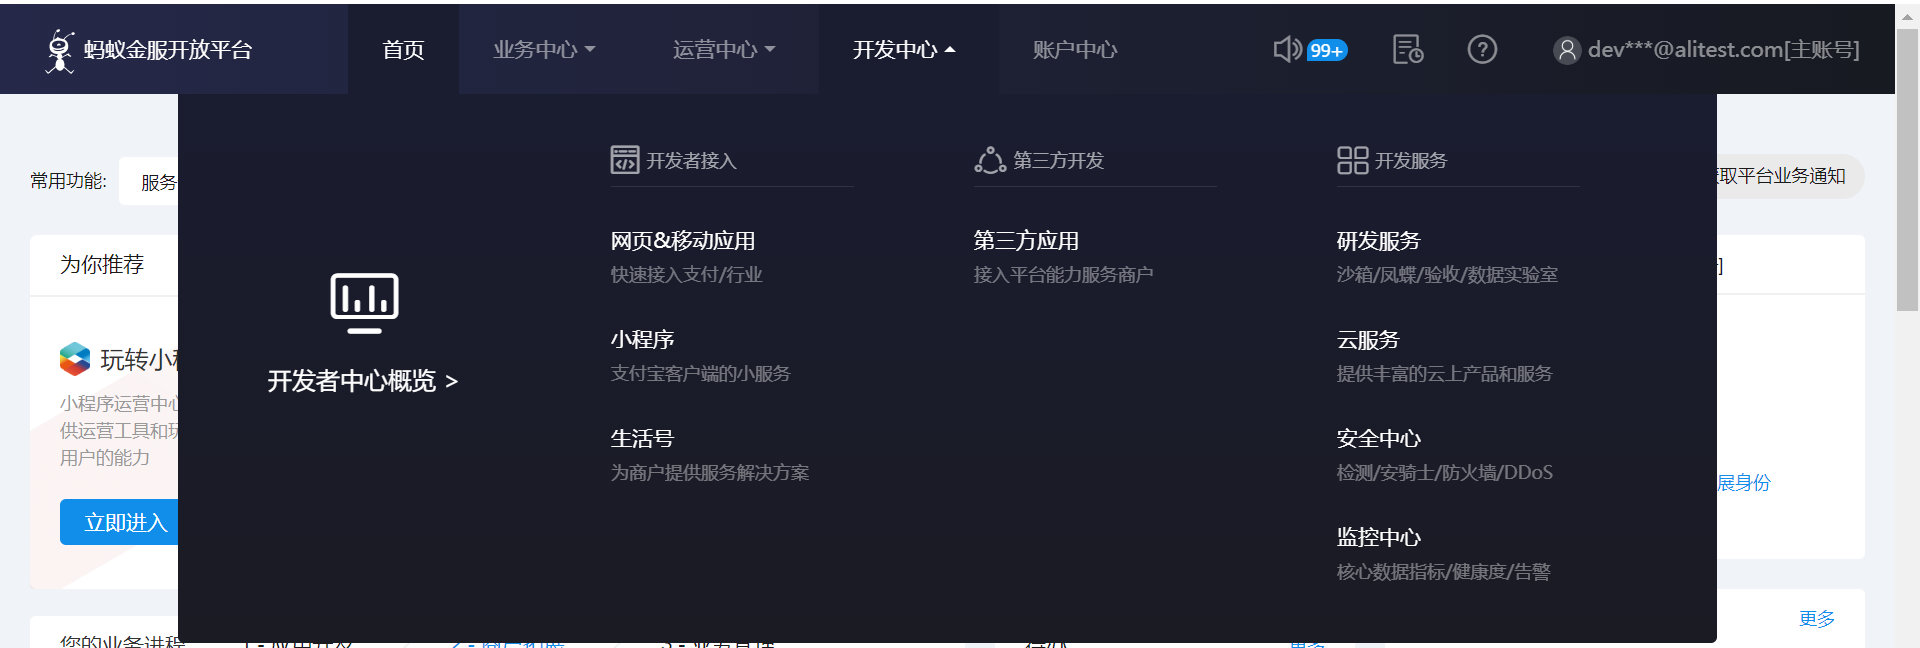 蚂蚁金服开放平台 首页 业务中心 运营中心 开发中心 账户中心 99+ dev***@alitest.com[主账号]
常用功能: 服务
取平台业务通知
开发者接入 第三方开发 开发服务
为你推荐
网页&移动应用
快速接入支付/行业
第三方应用
接入平台能力服务商户
研发服务
沙箱/凤蝶/验收/数据实验室
玩转小程
小程序
支付宝客户端的小服务
云服务
提供丰富的云上产品和服务
开发者中心概览 >
小程序运营中心
供运营工具和玩
用户的能力
立即进入
生活号
为商户提供服务解决方案
安全中心
检测/安骑士/防火墙/DDoS
展身份
监控中心
核心数据指标/健康度/告警
更多
您的业务进程
更多